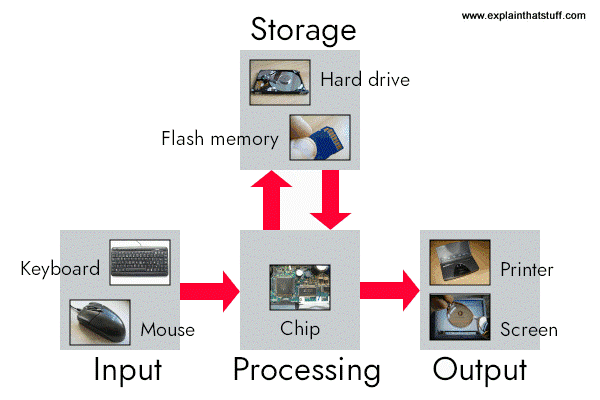 www.explainthatstuff.com
Storage
Hard drive
Flash memory
Keyboard
Mouse
Chip
Printer
Screen
Input
Processing
Output